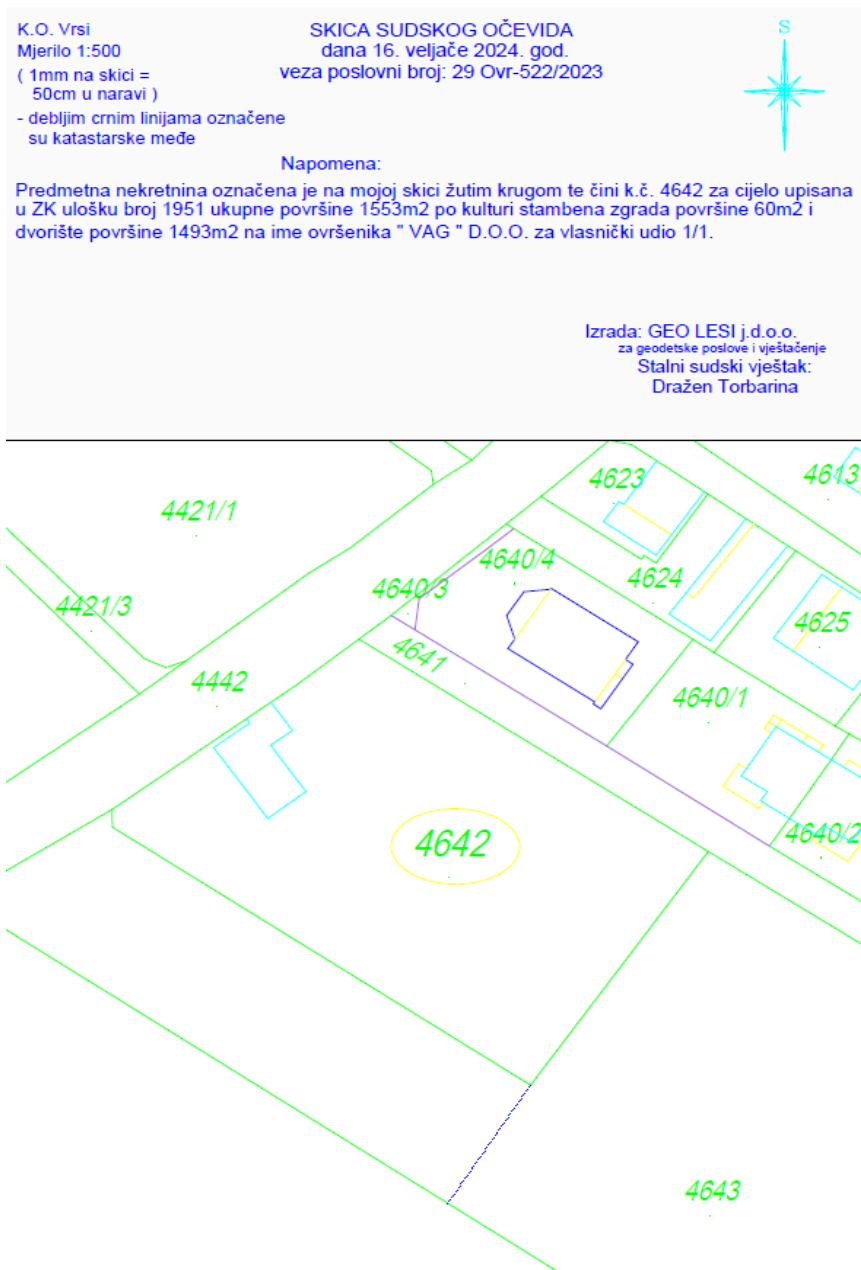 K.O. Vrsi
Mjerilo 1:500
( 1mm na skici =
50cm u naravi )
- debljim crnim linijama označene
su katastarske međe
SKICA SUDSKOG OČEVIDA
dana 16. veljače 2024. god.
veza poslovni broj: 29 Ovr-522/2023
S
Napomena:
Predmetna nekretnina označena je na mojoj skici žutim krugom te čini k.č. 4642 za cijelo upisana
u ZK ulošku broj 1951 ukupne površine 1553m2 po kulturi stambena zgrada površine 60m2 i
dvorište površine 1493m2 na ime ovršenika " VAG " D.O.O. za vlasnički udio 1/1.
Izrada: GEO LESI j.d.o.o.
za geodetske poslove i vještačenje
Stalni sudski vještak:
Dražen Torbarina
4623
4613
4421/1
4640/4
4624
4640/3
4421/3
4625
4641
4442
4640/1
4642
4640/2
4643